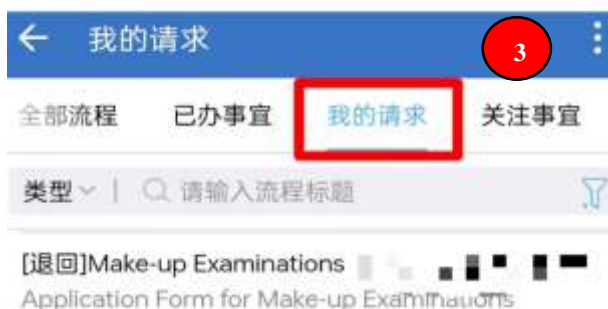 我的请求
3
全部流程 已办事宜 我的请求 关注事宜
类型 请输入流程标题
[退回]Make-up Examinations
Application Form for Make-up Examinations